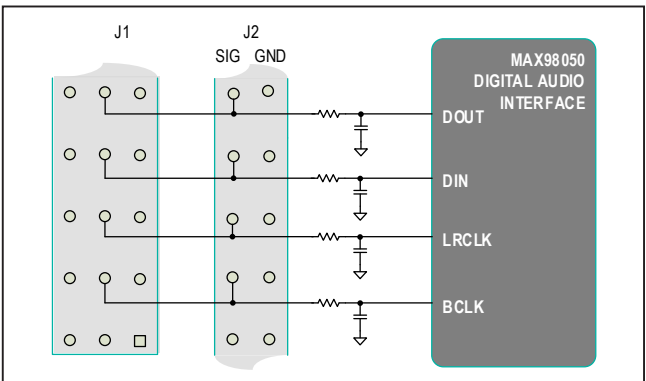 J1
J2
SIG GND
MAX98050
DIGITAL AUDIO
INTERFACE
DOUT
DIN
LRCLK
BCLK